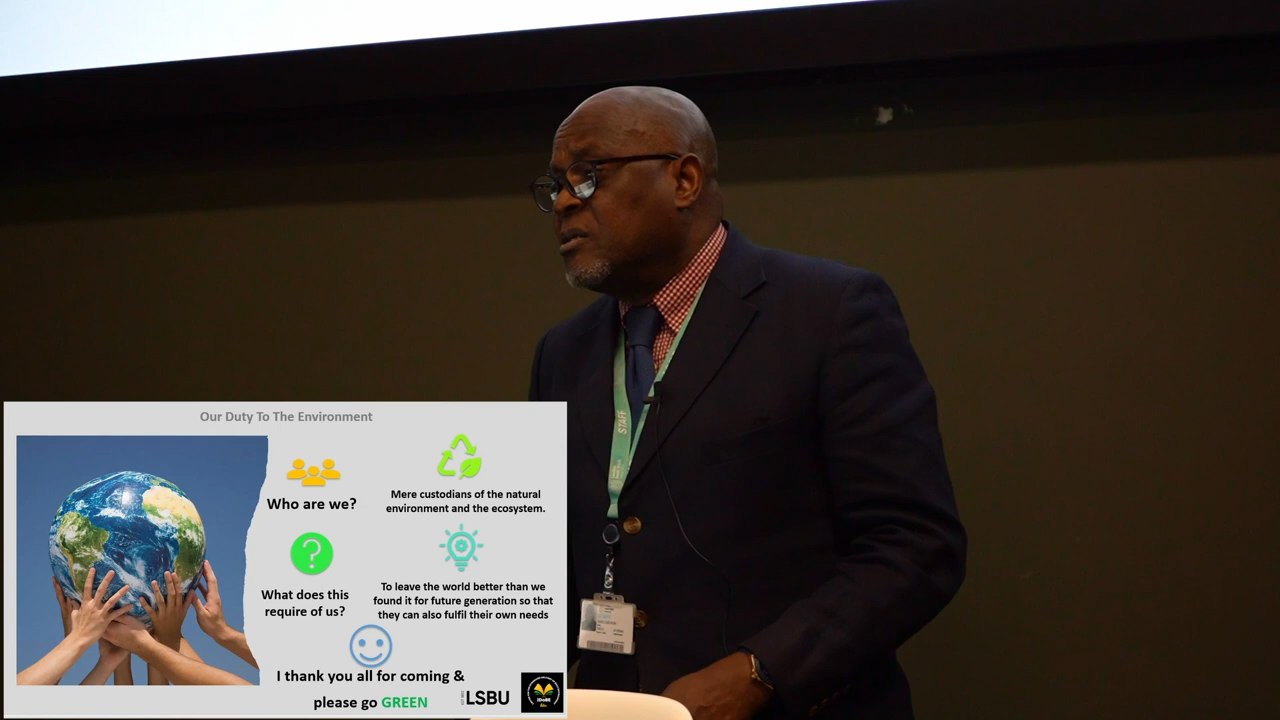 Our Duty To The Environment
Who are we?
Mere custodians of the natural
environment and the ecosystem.
?
What does this
require of us?
To leave the world better than we
found it for future generation so that
they can also fulfil their own needs
I thank you all for coming &
please go GREEN
LSBU
IDoBE
STAFF